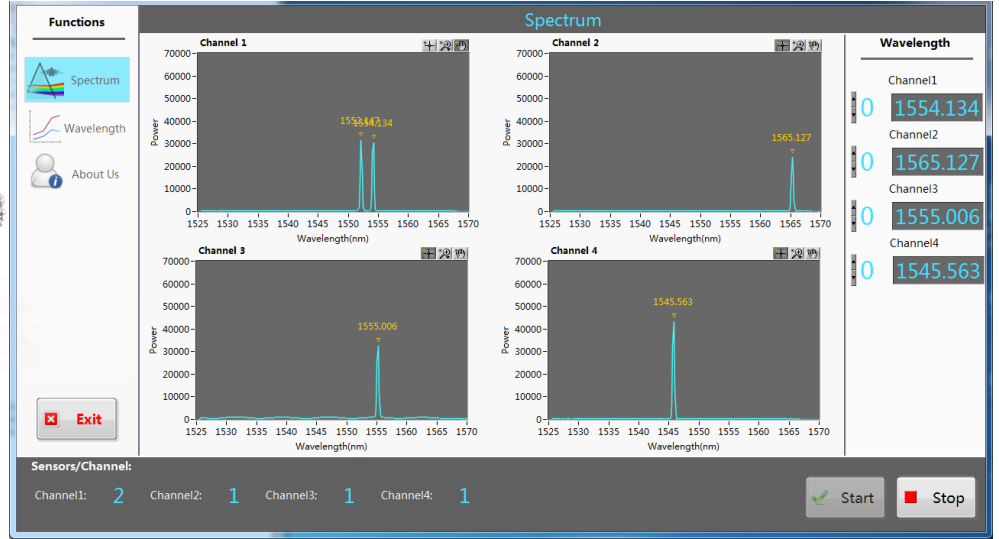 Functions
Spectrum
Wavelength
About Us
Exit
Spectrum
Channel 1
70000
60000
50000
40000
30000
20000
10000
0
Power
1554.134
1525 1530 1535 1540 1545 1550 1555 1560 1565 1570
Wavelength(nm)
Channel 2
70000
60000
50000
40000
30000
20000
10000
0
Power
1565.127
1525 1530 1535 1540 1545 1550 1555 1560 1565 1570
Wavelength(nm)
Channel 3
70000
60000
50000
40000
30000
20000
10000
0
Power
1555.006
1525 1530 1535 1540 1545 1550 1555 1560 1565 1570
Wavelength(nm)
Channel 4
70000
60000
50000
40000
30000
20000
10000
0
Power
1545.563
1525 1530 1535 1540 1545 1550 1555 1560 1565 1570
Wavelength(nm)
Wavelength
Channel1
0 1554.134
Channel2
0 1565.127
Channel3
0 1555.006
Channel4
0 1545.563
Sensors/Channel:
Channel1: 2 Channel2: 1 Channel3: 1 Channel4: 1
Start Stop